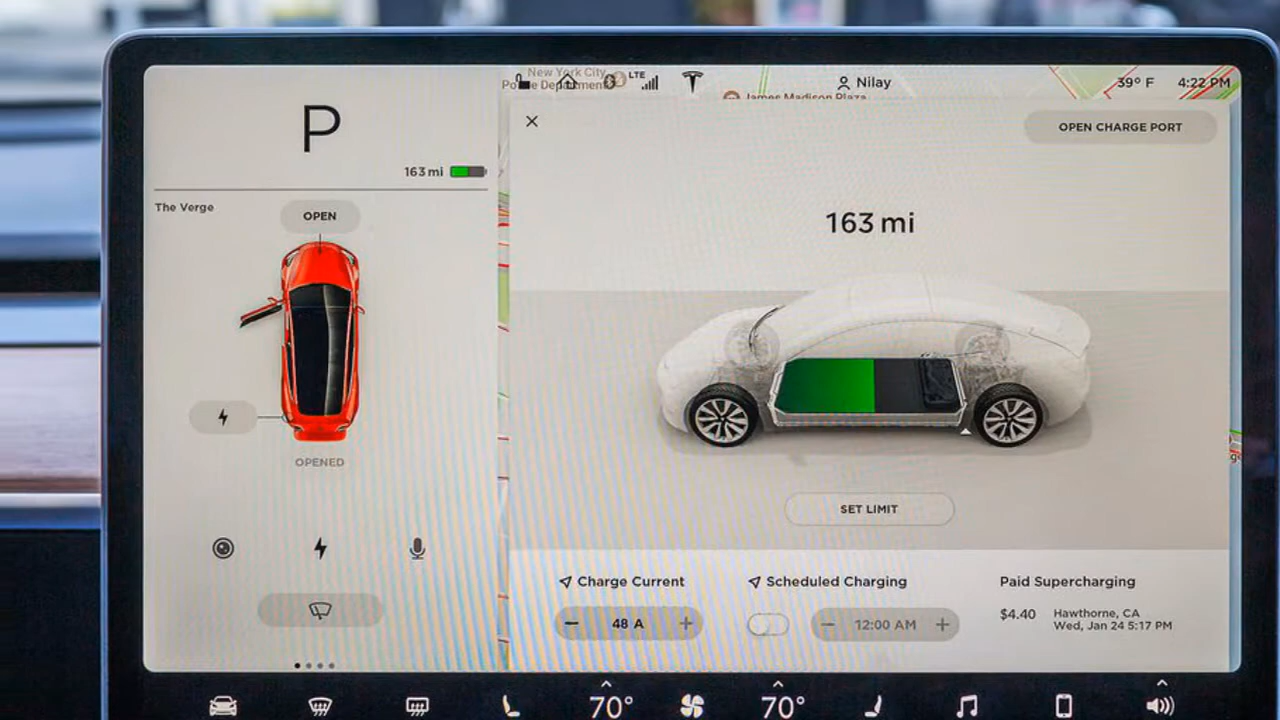 P
163 mi
The Verge
OPEN
OPENED
New York City
LTE
Nilay
39° F
4:22 PM
James Madison Plaza
OPEN CHARGE PORT
163 mi
SET LIMIT
Charge Current
48 A
Scheduled Charging
12:00 AM
Paid Supercharging
$4.40
Hawthorne, CA
Wed, Jan 24 5:17 PM
70°
70°